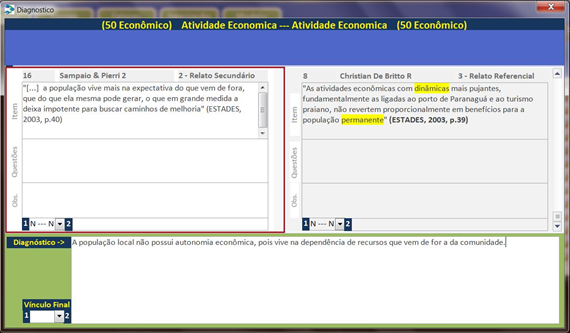 Diagnostico
(50 Econômico) Atividade Economica --- Atividade Economica (50 Econômico)
16 Sampaio & Pierri 2 2 - Relato Secundário
Item
"[...] a população vive mais na expectativa do que vem de fora,
que do que ela mesma pode gerar, o que em grande medida a
deixa impotente para buscar caminhos de melhoria" (ESTADES,
2003, p.40)
Questões
Obs.
1 N --- N 2
8 Christian De Britto R 3 - Relato Referencial
Item
"As atividades econômicas com dinâmicas mais pujantes,
fundamentalmente as ligadas ao porto de Paranaguá e ao turismo
praiano, não revertem proporcionalmente em benefícios para a
população permanente" (ESTADES, 2003, p.39)
Questões
Obs.
1 N --- N 2
Diagnóstico -> A população local não possui autonomia econômica, pois vive na dependência de recursos que vem de for a da comunidade.
Vínculo Final
1 2